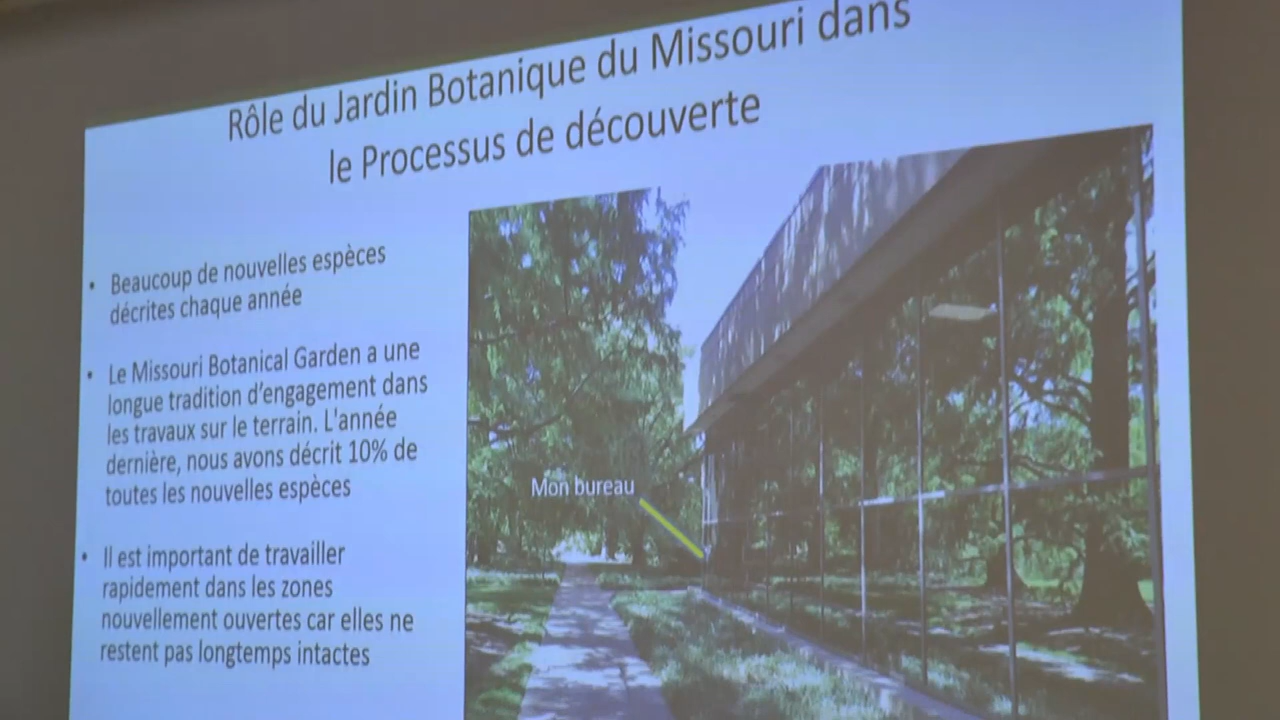 Rôle du Jardin Botanique du Missouri dans
le Processus de découverte
• Beaucoup de nouvelles espèces
décrites chaque année
• Le Missouri Botanical Garden a une
longue tradition d'engagement dans
les travaux sur le terrain. L'année
dernière, nous avons décrit 10% de
toutes les nouvelles espèces
• Il est important de travailler
rapidement dans les zones
nouvellement ouvertes car elles ne
restent pas longtemps intactes
Mon bureau